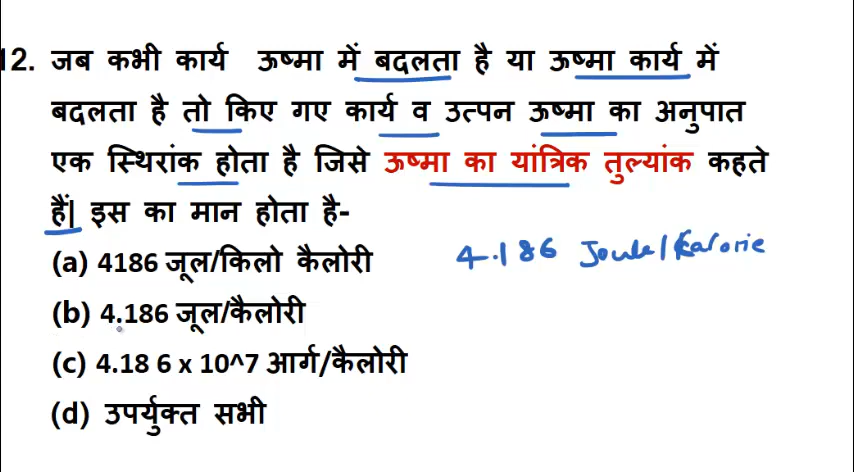 12. जब कभी कार्य ऊष्मा में बदलता है या ऊष्मा कार्य में
बदलता है तो किए गए कार्य व उत्पन ऊष्मा का अनुपात
एक स्थिरांक होता है जिसे ऊष्मा का यांत्रिक तुल्यांक कहते
हैं| इस का मान होता है-
(a) 4186 जूल/किलो कैलोरी
4.186 Joule/Kalorie
(b) 4.186 जूल/कैलोरी
(c) 4.18 6 x 10^7 आर्ग/कैलोरी
(d) उपर्युक्त सभी